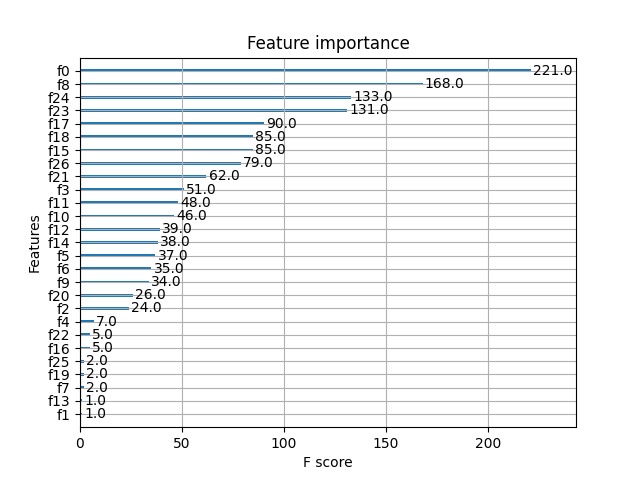 Feature importance
f0 221.0
f8 168.0
f24 133.0
f23 131.0
f17 90.0
f18 85.0
f15 85.0
f26 79.0
f21 62.0
f3 51.0
f11 48.0
f10 46.0
f12 39.0
f14 38.0
f5 37.0
f6 35.0
f9 34.0
f20 26.0
f2 24.0
f4 7.0
f22 5.0
f16 5.0
f25 2.0
f19 2.0
f7 2.0
f13 1.0
f1 1.0
Features
0 50 100 150 200
F score